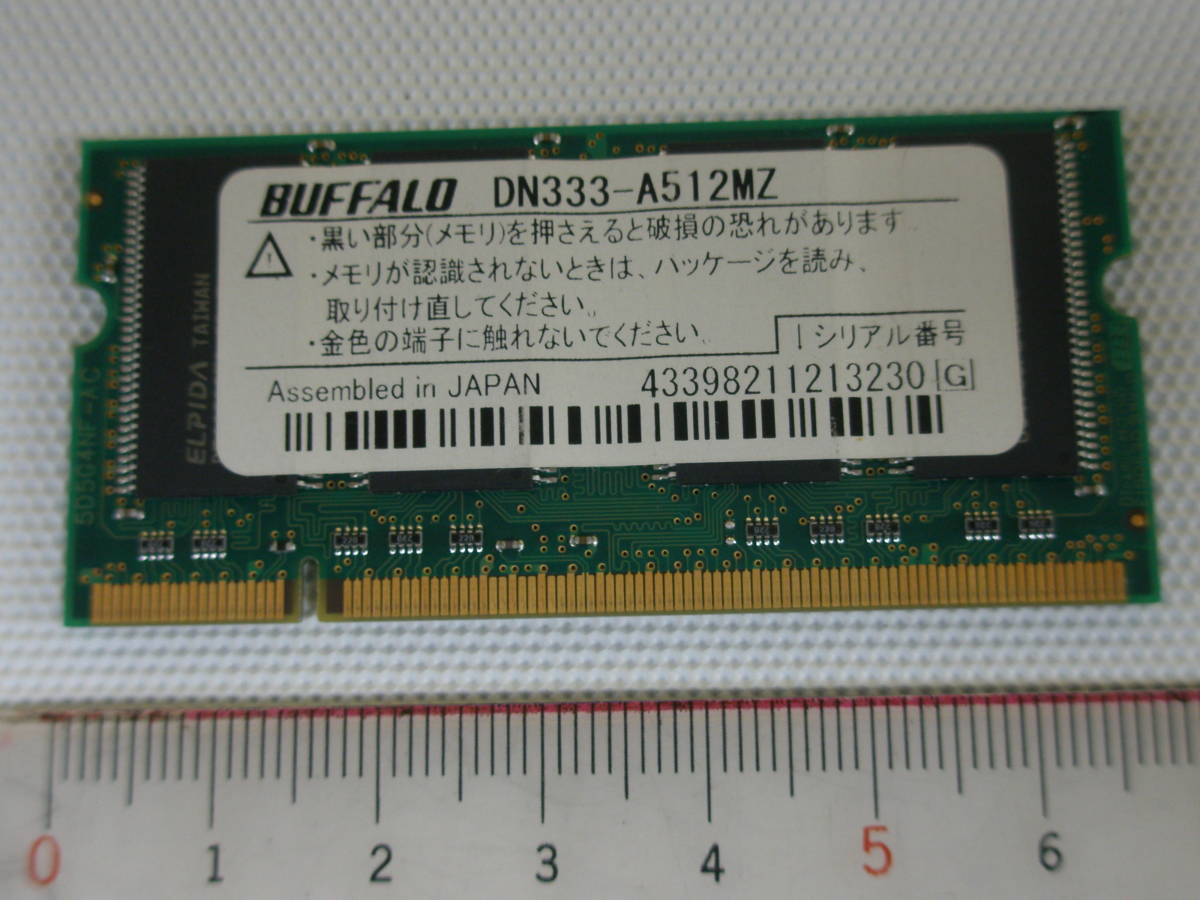 BUFFALO DN333-A512MZ
・黒い部分(メモリ)を押さえると破損の恐れがあります。
・メモリが認識されないときは、パッケージを読み、
取り付け直してください。
・金色の端子に触れないでください。
シリアル番号
Assembled in JAPAN 43398211213230 G
ELPIDA TAIWAN
0 1 2 3 4 5 6